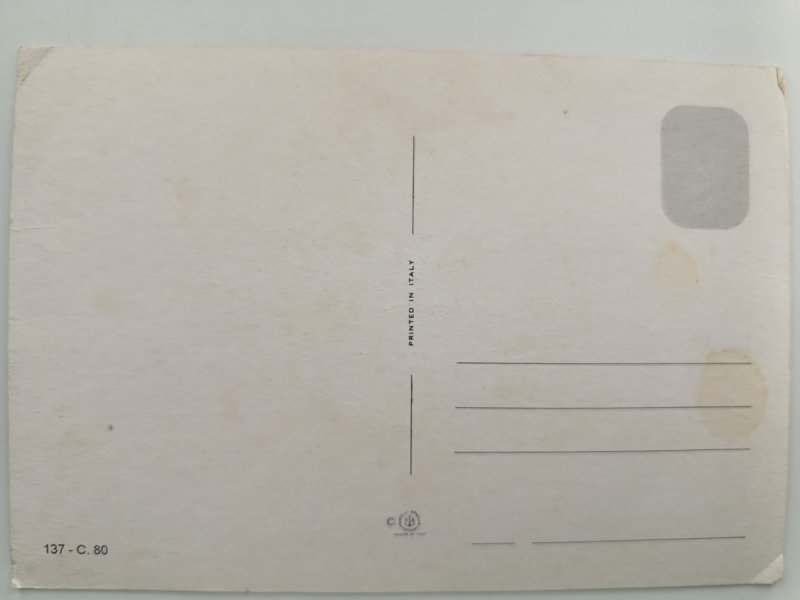 PRINTED IN ITALY
©
137 - C. 80